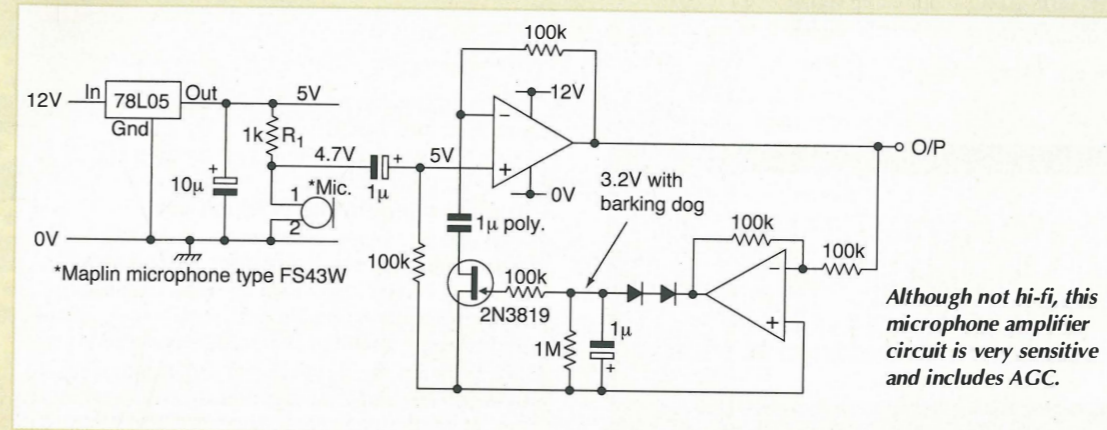 100k
12V
In
78L05
Out
5V
Gnd
1k
R1
4.7V
5V
−
+
12V
0V
O/P
10µ
+
1
*Mic.
2
1µ
+
3.2V with
barking dog
1µ poly.
0V
*Maplin microphone type FS43W
100k
100k
2N3819
1M
1µ
+
100k
100k
−
+
Although not hi-fi, this
microphone amplifier
circuit is very sensitive
and includes AGC.